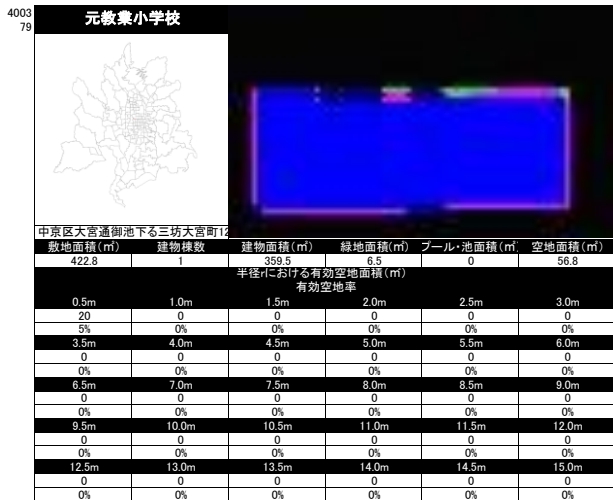 4003
79
元教業小学校
中京区大宮通御池下る三坊大宮町12
敷地面積(㎡) 建物棟数 建物面積(㎡) 緑地面積(㎡) プール・池面積(㎡ 空地面積(㎡)
422.8 1 359.5 6.5 0 56.8
半径rにおける有効空地面積(㎡)
有効空地率
0.5m 1.0m 1.5m 2.0m 2.5m 3.0m
20 0 0 0 0 0
5% 0% 0% 0% 0% 0%
3.5m 4.0m 4.5m 5.0m 5.5m 6.0m
0 0 0 0 0 0
0% 0% 0% 0% 0% 0%
6.5m 7.0m 7.5m 8.0m 8.5m 9.0m
0 0 0 0 0 0
0% 0% 0% 0% 0% 0%
9.5m 10.0m 10.5m 11.0m 11.5m 12.0m
0 0 0 0 0 0
0% 0% 0% 0% 0% 0%
12.5m 13.0m 13.5m 14.0m 14.5m 15.0m
0 0 0 0 0 0
0% 0% 0% 0% 0% 0%